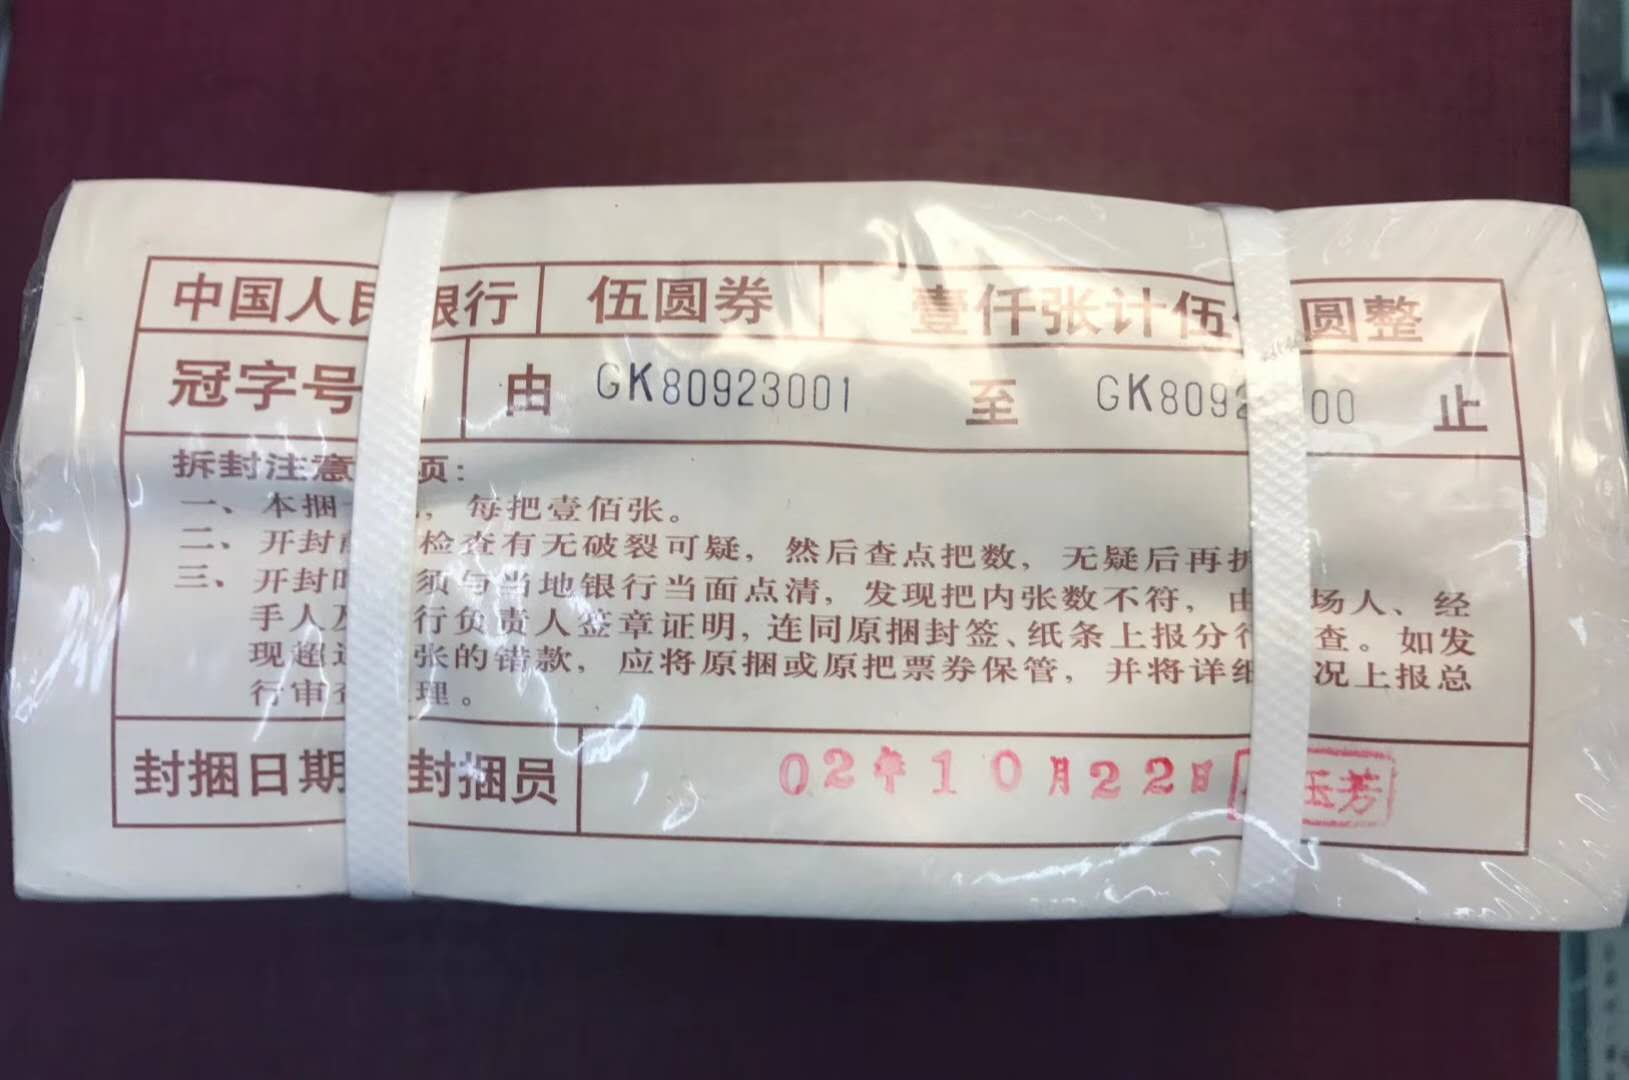 中国人民银行 伍圆券 壹仟张计伍 圆整
冠字号 由 GK80923001 至 GK8092 00 止
拆封注意 项：
一、本捆 ，每把壹佰张。
二、开封 检查有无破裂可疑，然后查点把数，无疑后再拆
三、开封时 须与当地银行当面点清，发现把内张数不符，由 场人、经
手人及 行负责人签章证明，连同原捆封签、纸条上报分行 查。如发
现超过 张的错款，应将原捆或原把票券保管，并将详细 况上报总
行审查 理。
封捆日期 封捆员 02年10月22日 玉芳